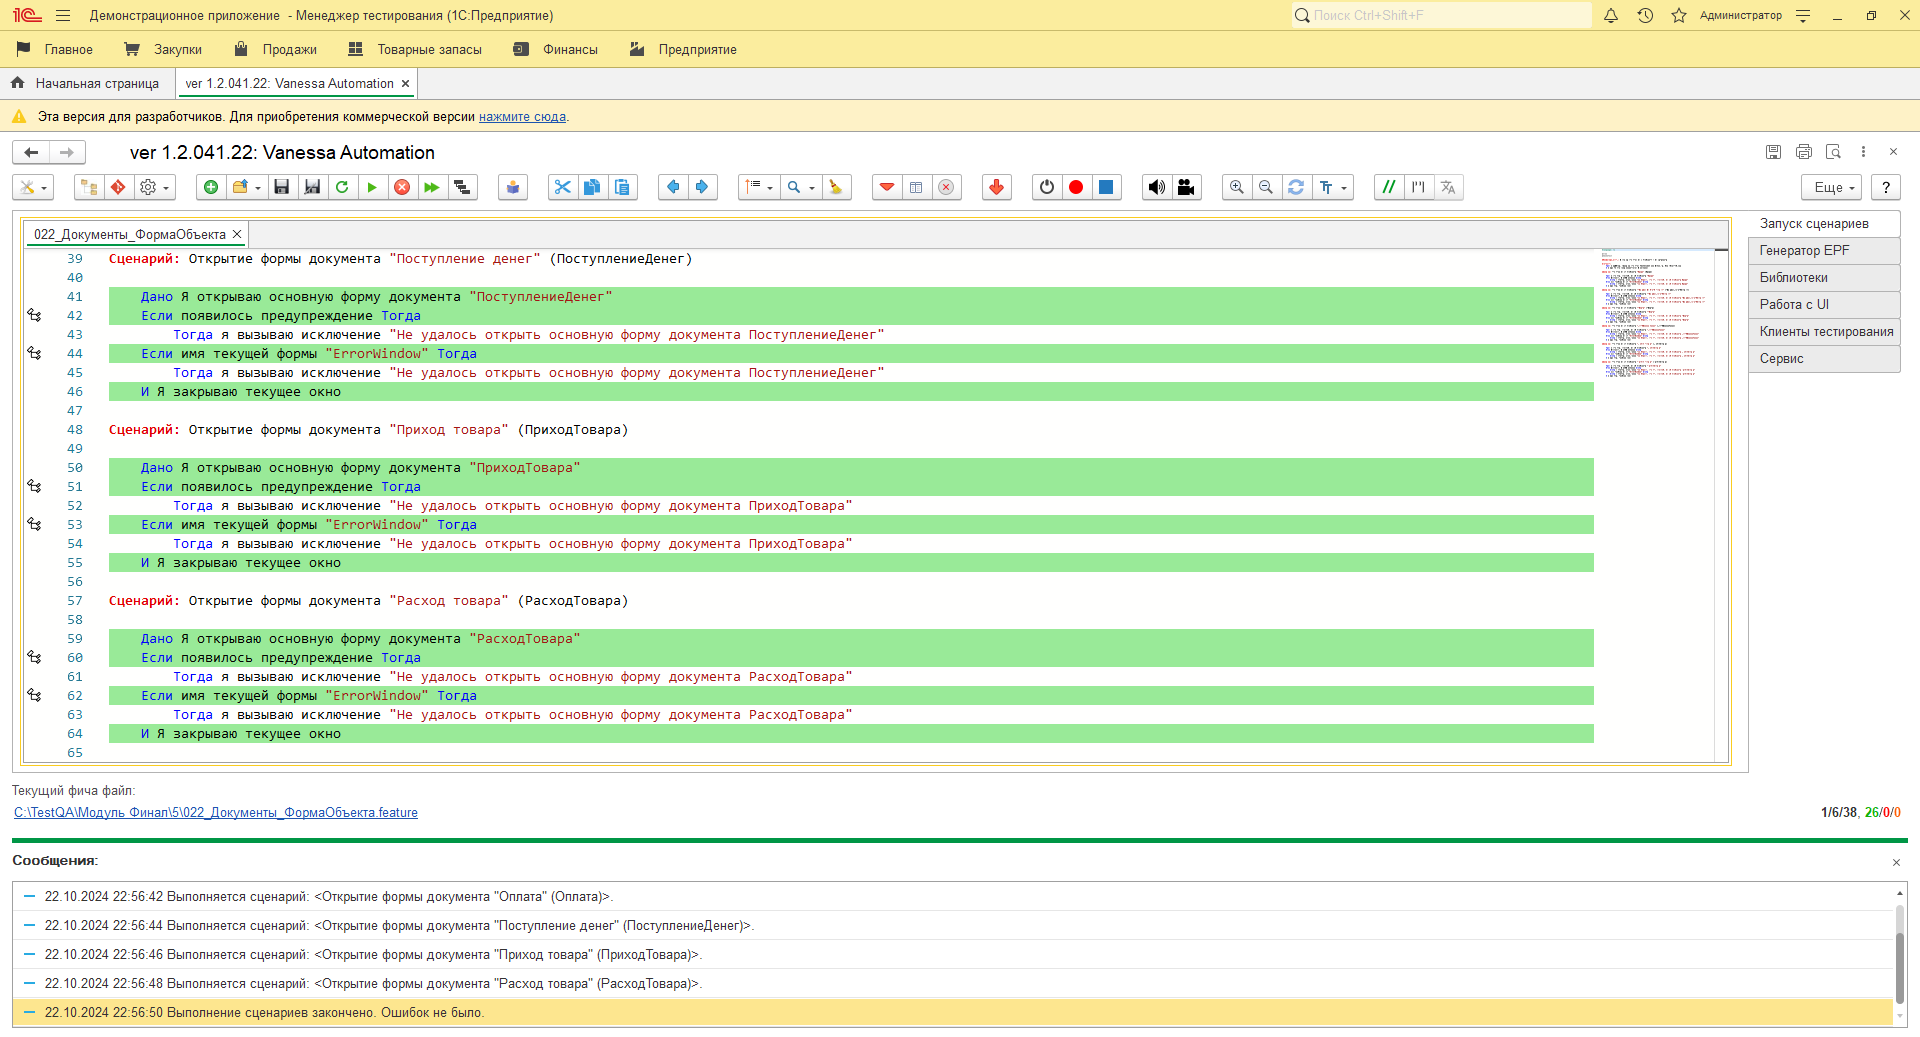 Демонстрационное приложение - Менеджер тестирования (1С:Предприятие)
Поиск Ctrl+Shift+F
Администратор
Главное
Закупки
Продажи
Товарные запасы
Финансы
Предприятие
Начальная страница
ver 1.2.041.22: Vanessa Automation
Эта версия для разработчиков. Для приобретения коммерческой версии нажмите сюда.
ver 1.2.041.22: Vanessa Automation
Еще
?
022_Документы_ФормаОбъекта
39 Сценарий: Открытие формы документа "Поступление денег" (ПоступлениеДенег)
40
41 Дано Я открываю основную форму документа "ПоступлениеДенег"
42 Если появилось предупреждение Тогда
43 Тогда я вызываю исключение "Не удалось открыть основную форму документа ПоступлениеДенег"
44 Если имя текущей формы "ErrorWindow" Тогда
45 Тогда я вызываю исключение "Не удалось открыть основную форму документа ПоступлениеДенег"
46 И Я закрываю текущее окно
47
48 Сценарий: Открытие формы документа "Приход товара" (ПриходТовара)
49
50 Дано Я открываю основную форму документа "ПриходТовара"
51 Если появилось предупреждение Тогда
52 Тогда я вызываю исключение "Не удалось открыть основную форму документа ПриходТовара"
53 Если имя текущей формы "ErrorWindow" Тогда
54 Тогда я вызываю исключение "Не удалось открыть основную форму документа ПриходТовара"
55 И Я закрываю текущее окно
56
57 Сценарий: Открытие формы документа "Расход товара" (РасходТовара)
58
59 Дано Я открываю основную форму документа "РасходТовара"
60 Если появилось предупреждение Тогда
61 Тогда я вызываю исключение "Не удалось открыть основную форму документа РасходТовара"
62 Если имя текущей формы "ErrorWindow" Тогда
63 Тогда я вызываю исключение "Не удалось открыть основную форму документа РасходТовара"
64 И Я закрываю текущее окно
65
Запуск сценариев
Генератор EPF
Библиотеки
Работа с UI
Клиенты тестирования
Сервис
Текущий фича файл:
C:\TestQA\Модуль Финал\5\022_Документы_ФормаОбъекта.feature
1/6/38, 26/0/0
Сообщения:
22.10.2024 22:56:42 Выполняется сценарий: <Открытие формы документа "Оплата" (Оплата)>.
22.10.2024 22:56:44 Выполняется сценарий: <Открытие формы документа "Поступление денег" (ПоступлениеДенег)>.
22.10.2024 22:56:46 Выполняется сценарий: <Открытие формы документа "Приход товара" (ПриходТовара)>.
22.10.2024 22:56:48 Выполняется сценарий: <Открытие формы документа "Расход товара" (РасходТовара)>.
22.10.2024 22:56:50 Выполнение сценариев закончено. Ошибок не было.